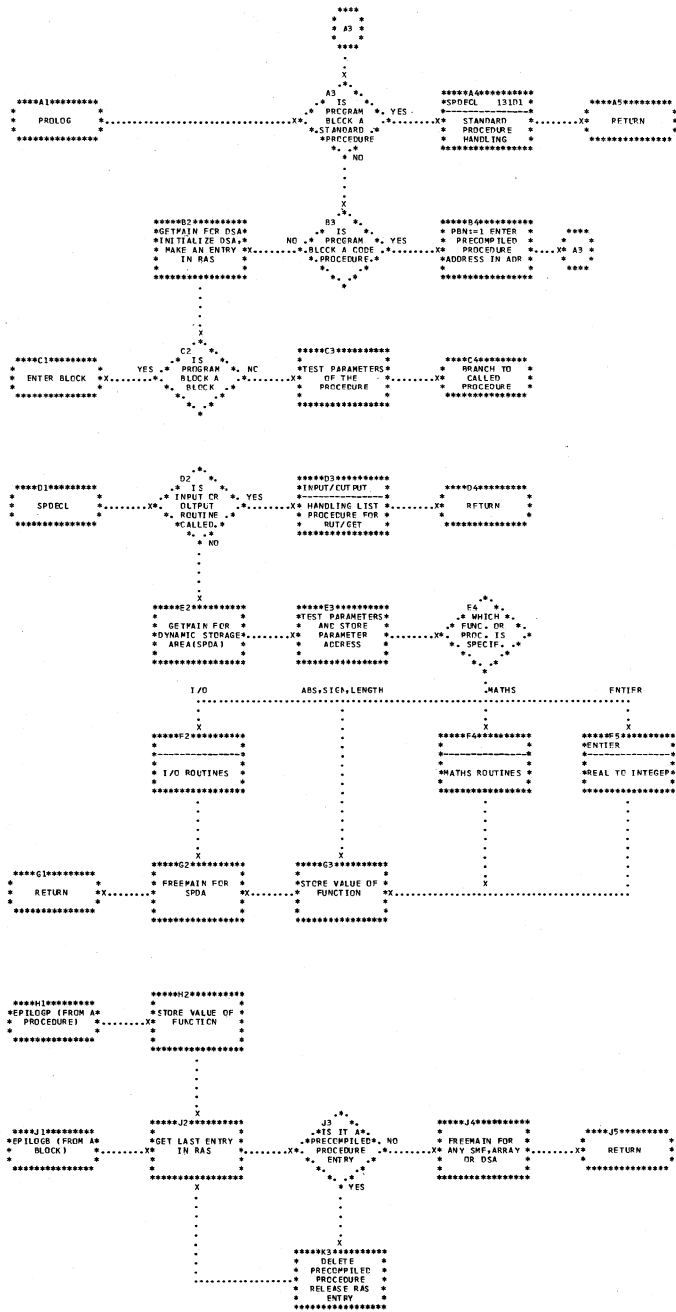 A3
A1
PROLOG
A3
IS
PROGRAM
BLOCK A
STANDARD
PROCEDURE
YES
NO
A4
SPDECL 131D1
STANDARD
PROCEDURE
HANDLING
A5
RETURN
B2
GETMAIN FOR DSA
INITIALIZE DSA,
MAKE AN ENTRY
IN RAS
NO
B3
IS
PROGRAM
BLOCK A CODE
PROCEDURE.
YES
B4
PBN:=1 ENTER
PRECOMPILED
PROCEDURE
ADDRESS IN ADR
A3
C1
ENTER BLOCK
YES
C2
IS
PROGRAM
BLOCK A
BLOCK
NO
C3
TEST PARAMETERS
OF THE
PROCEDURE
C4
BRANCH TO
CALLED
PROCEDURE
D1
SPDECL
D2
IS
INPUT OR
OUTPUT
ROUTINE
CALLED.
YES
NO
D3
INPUT/OUTPUT
HANDLING LIST
PROCEDURE FOR
RUT/GET
D4
RETURN
E2
GETMAIN FOR
DYNAMIC STORAGE
AREA(SPDA)
E3
TEST PARAMETERS
AND STORE
PARAMETER
ADDRESS
E4
WHICH
FUNC. OR
PROC. IS
SPECIF.
I/O
ABS,SIGN,LENGTH
MATHS
ENTIER
F2
I/O ROUTINES
F4
MATHS ROUTINES
F5
ENTIER
REAL TO INTEGER
G1
RETURN
G2
FREEMAIN FOR
SPDA
G3
STORE VALUE OF
FUNCTION
H1
EPILOGP (FROM A
PROCEDURE)
H2
STORE VALUE OF
FUNCTION
J1
EPILOGB (FROM A
BLOCK)
J2
GET LAST ENTRY
IN RAS
J3
IS IT A
PRECOMPILED
PROCEDURE
ENTRY
NO
YES
J4
FREEMAIN FOR
ANY SMF,ARRAY
OR DSA
J5
RETURN
K3
DELETE
PRECOMPILED
PROCEDURE
RELEASE RAS
ENTRY